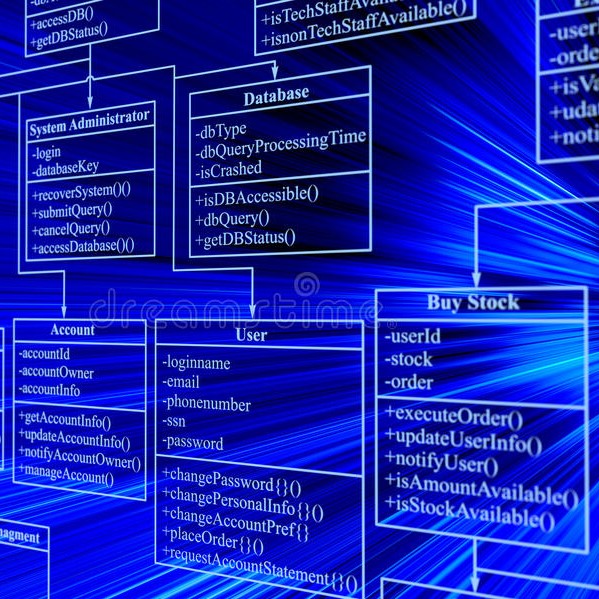 +accessDB()
+getDBStatus()
+isTechStaffAvailable()
+isnonTechStaffAvailable()
System Administrator
-login
-databaseKey
+recoverSystem()()
+submitQuery()
+cancelQuery()
+accessDatabase()()
Database
-dbType
-dbQueryProcessingTime
-isCrashed
+isDBAccessible()
+dbQuery()
+getDBStatus()
Account
-accountId
-accountOwner
-accountInfo
+getAccountInfo()
+updateAccountInfo()
+notifyAccountOwner()
+manageAccount()
User
-loginname
-email
-phonenumber
-ssn
-password
+changePassword{}()
+changePersonalInfo{}()
+changeAccountPref{}
+placeOrder{}()
+requestAccountStatement{}()
Buy Stock
-userId
-stock
-order
+executeOrder()
+updateUserInfo()
+notifyUser()
+isAmountAvailable()
+isStockAvailable()
dreamstime